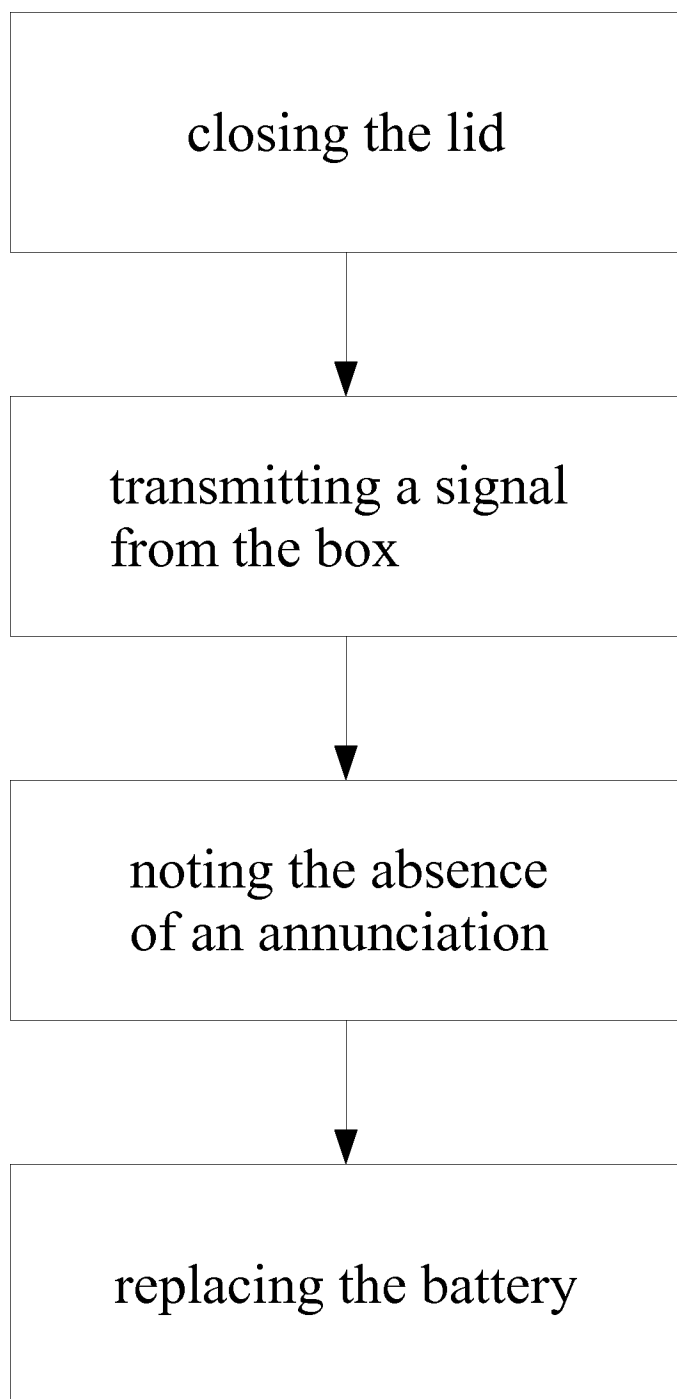 closing the lid
transmitting a signal
from the box
noting the absence
of an annunciation
replacing the battery